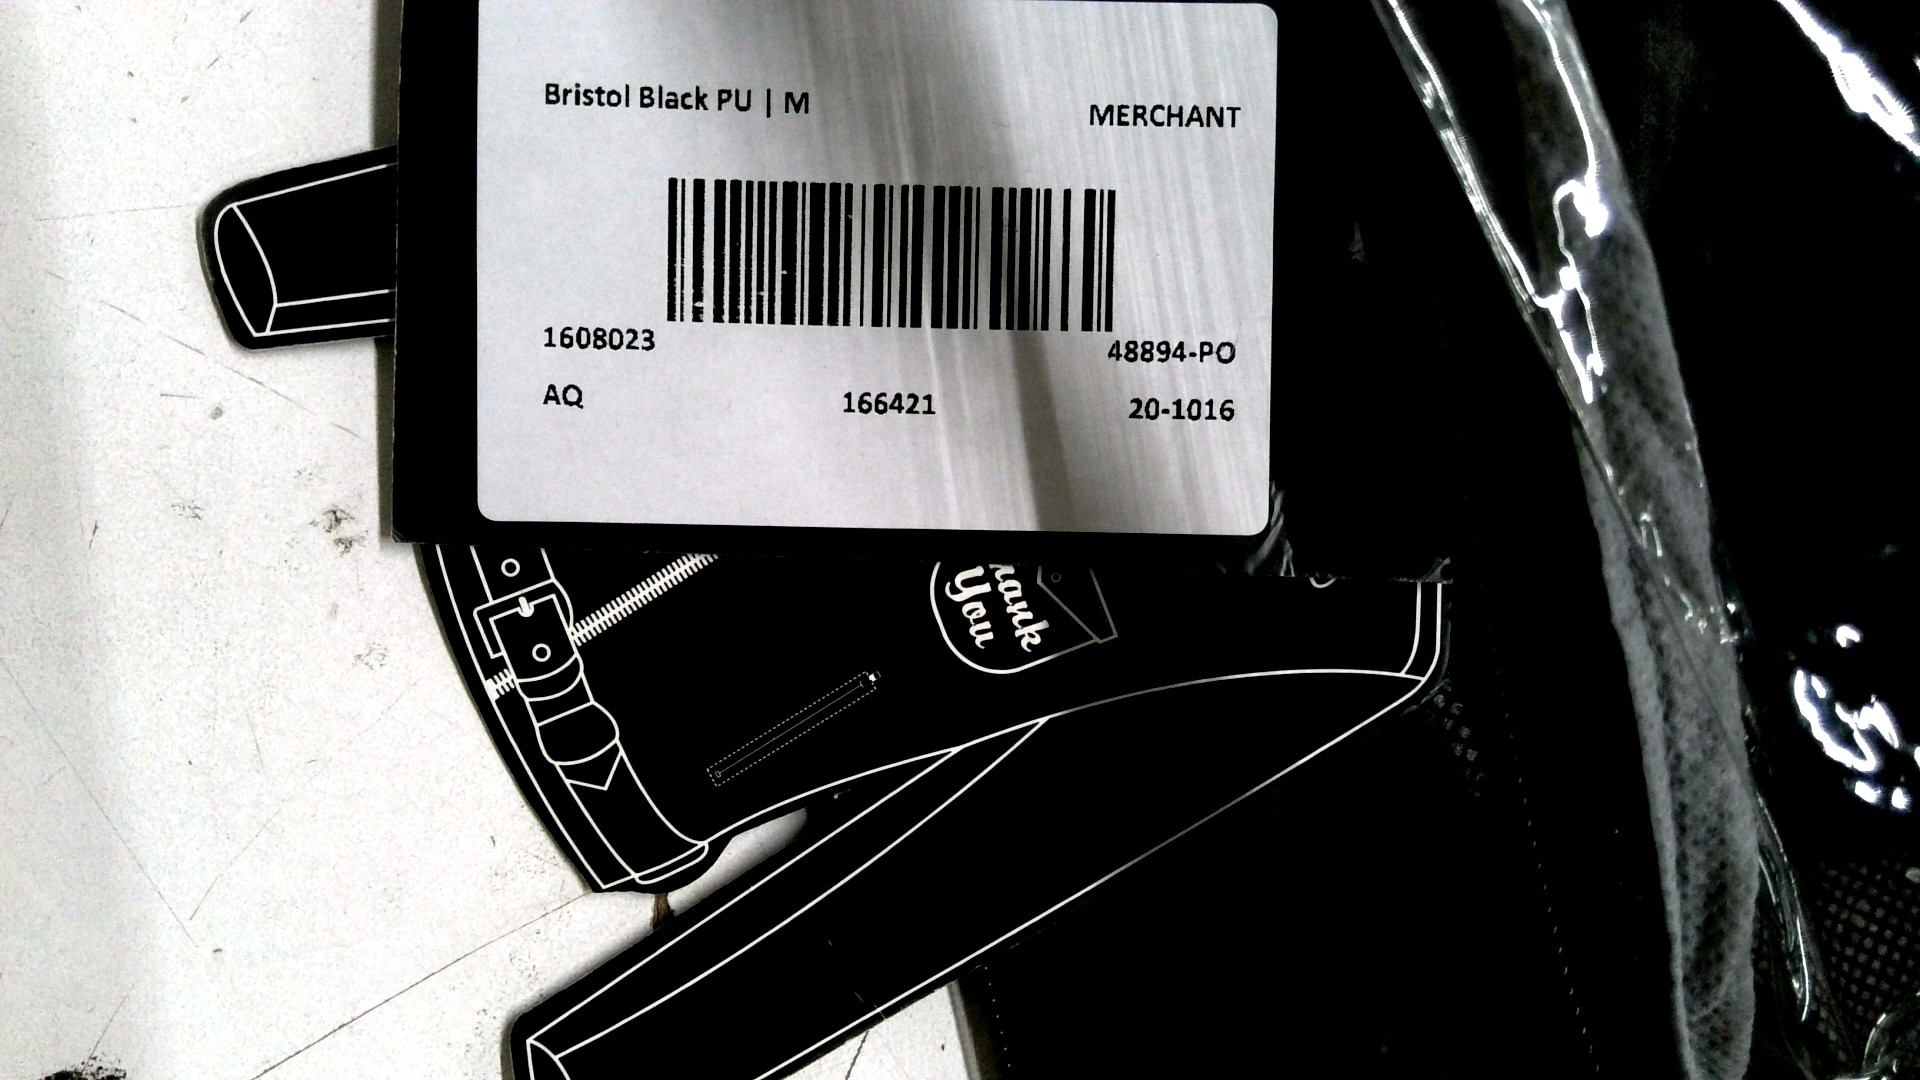 Bristol Black PU | M
MERCHANT
1608023
48894-PO
AQ
166421
20-1016
You